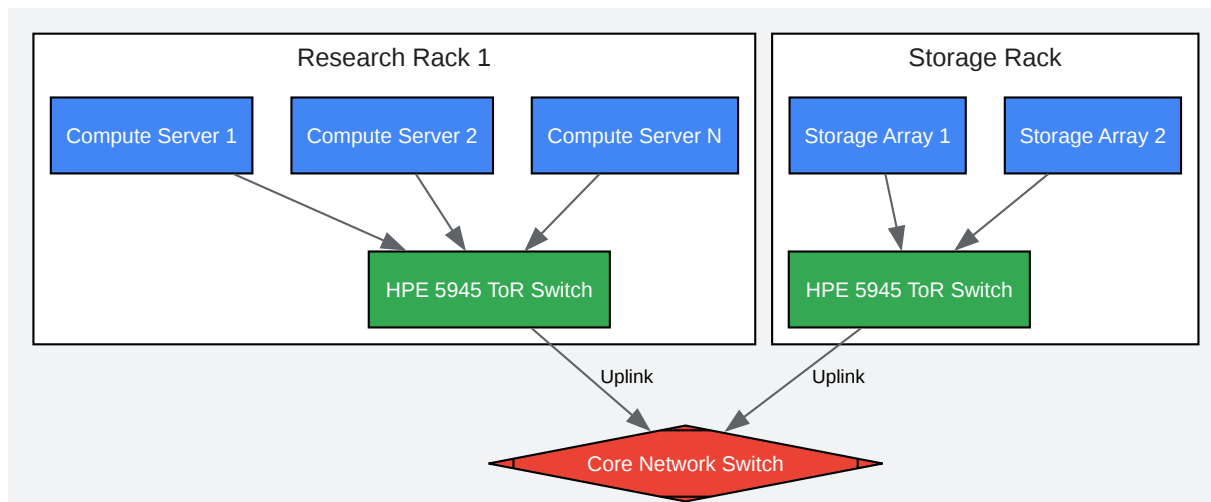 Research Rack 1
Storage Rack
Compute Server 1
Compute Server 2
Compute Server N
Storage Array 1
Storage Array 2
HPE 5945 ToR Switch
HPE 5945 ToR Switch
Uplink
Uplink
Core Network Switch